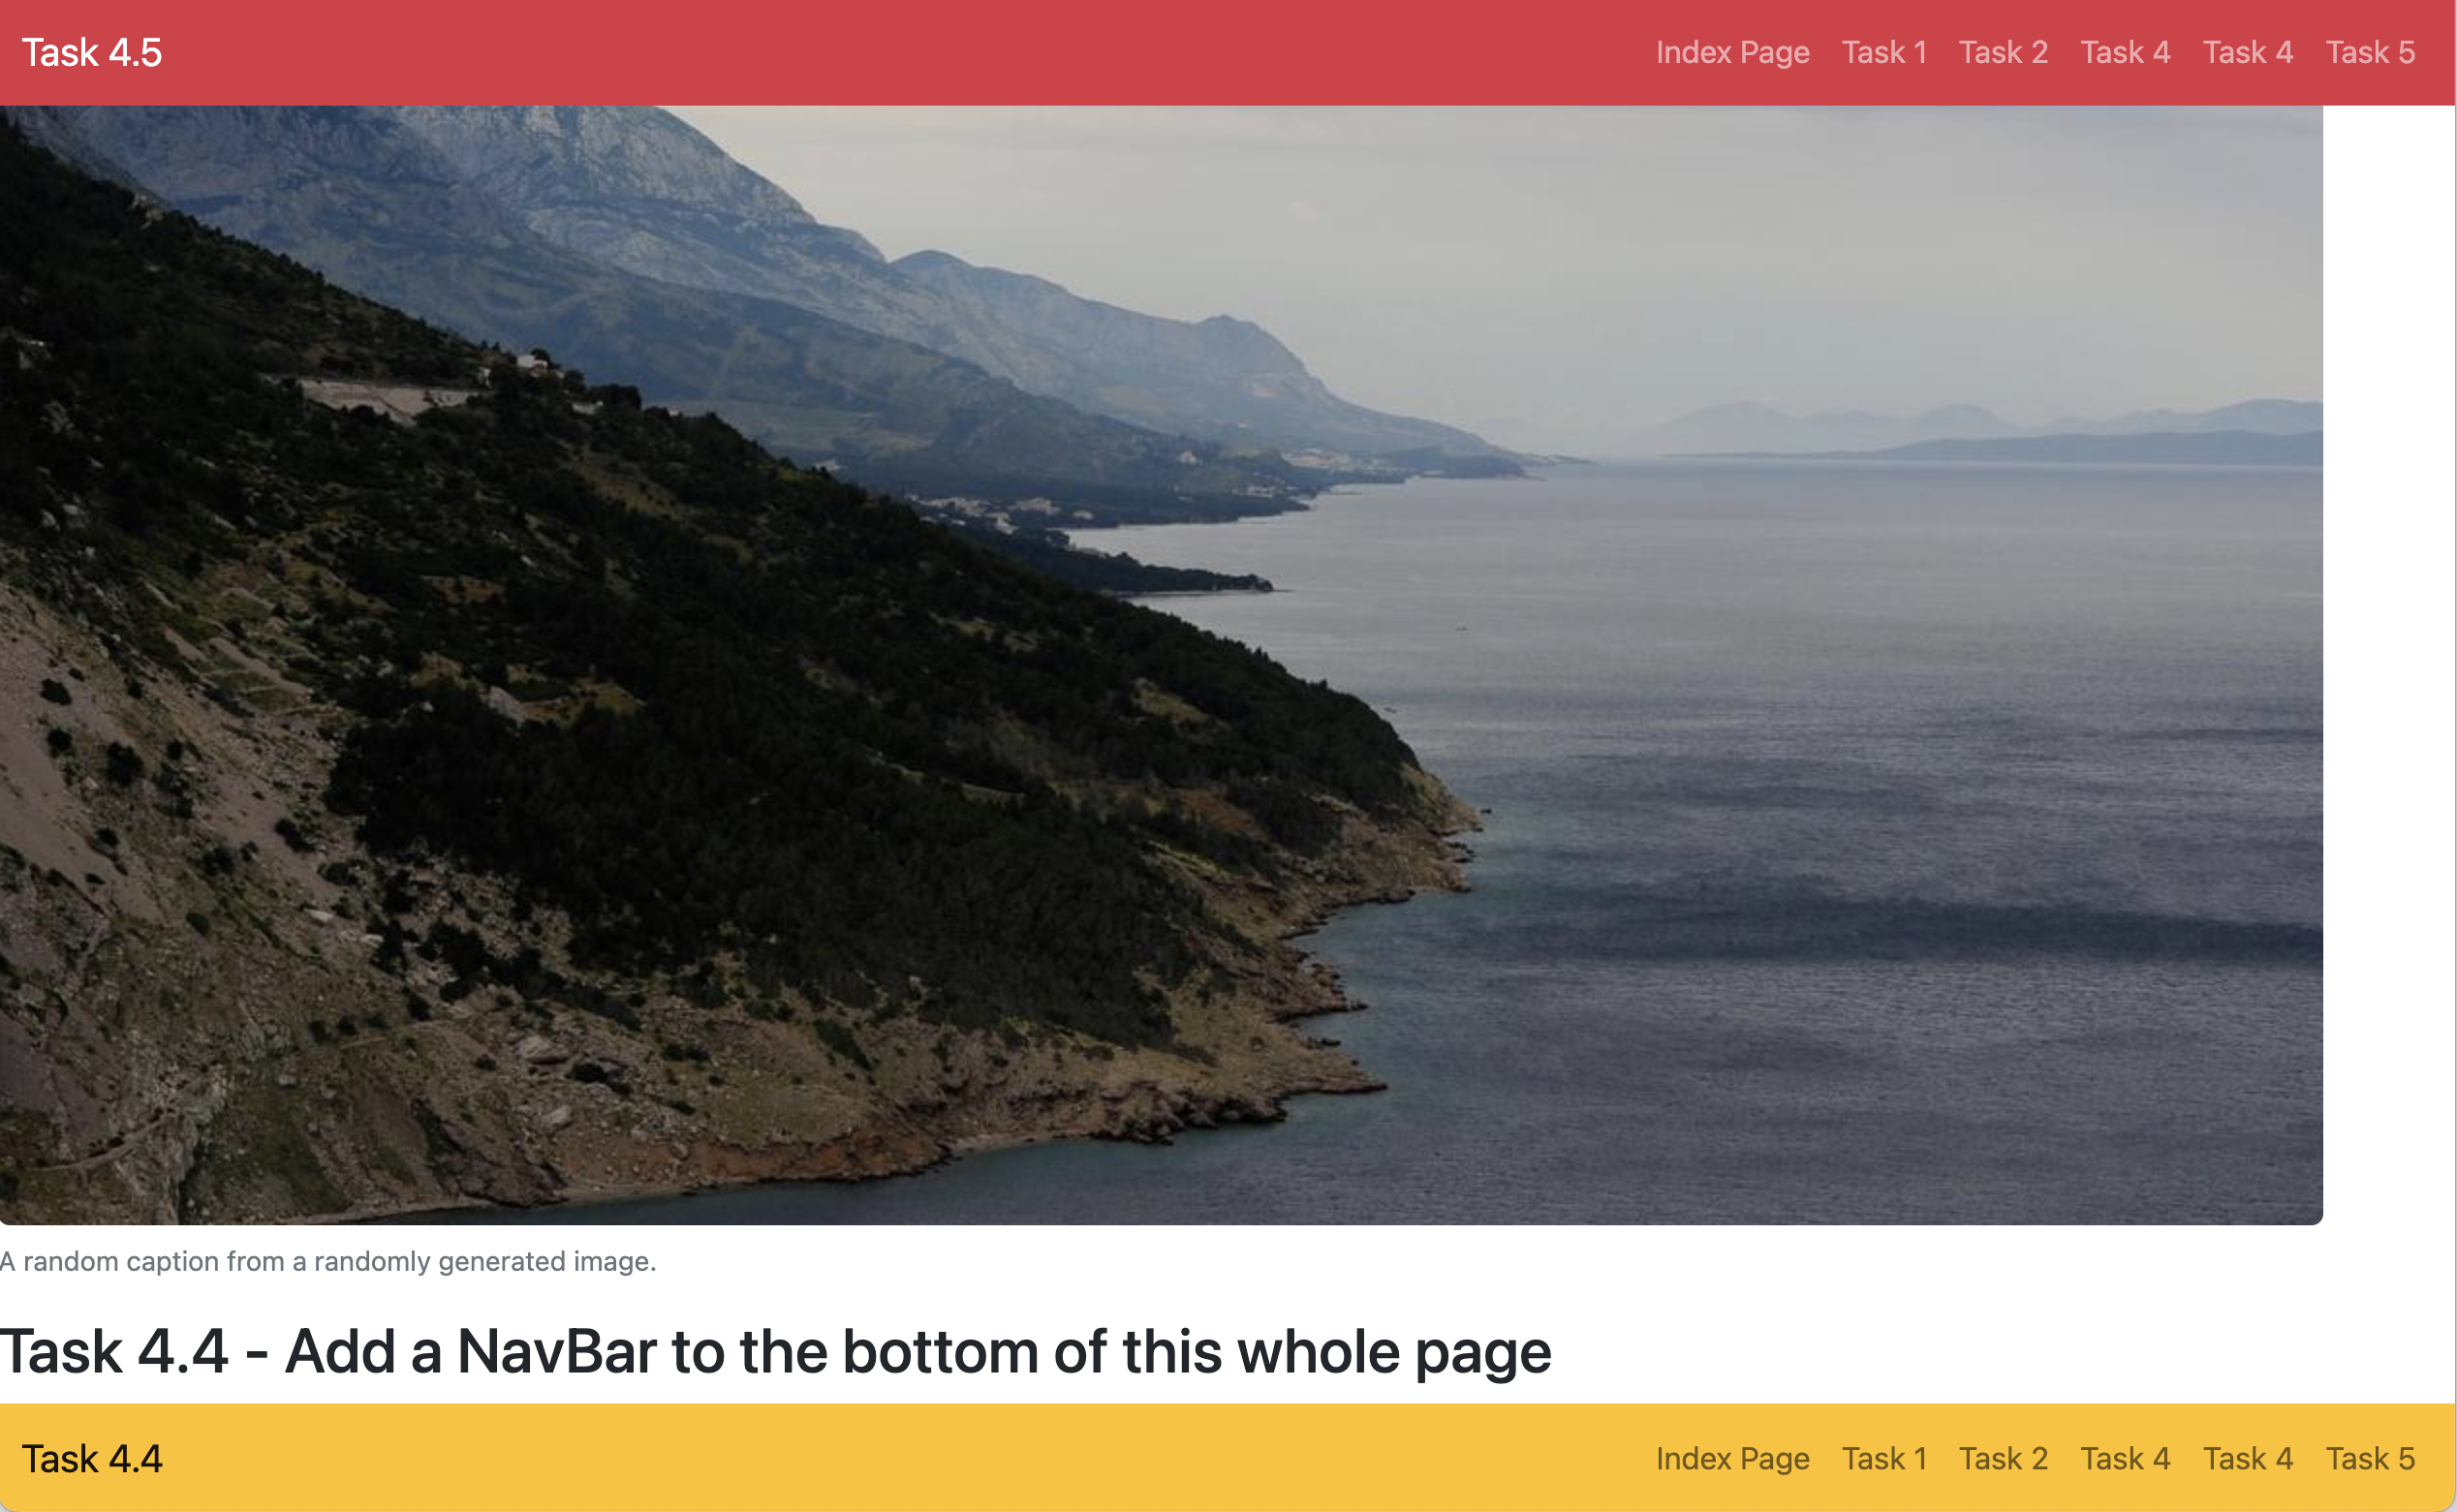 Task 4.5 Index Page Task 1 Task 2 Task 4 Task 4 Task 5
A random caption from a randomly generated image.
Task 4.4 - Add a NavBar to the bottom of this whole page
Task 4.4 Index Page Task 1 Task 2 Task 4 Task 4 Task 5